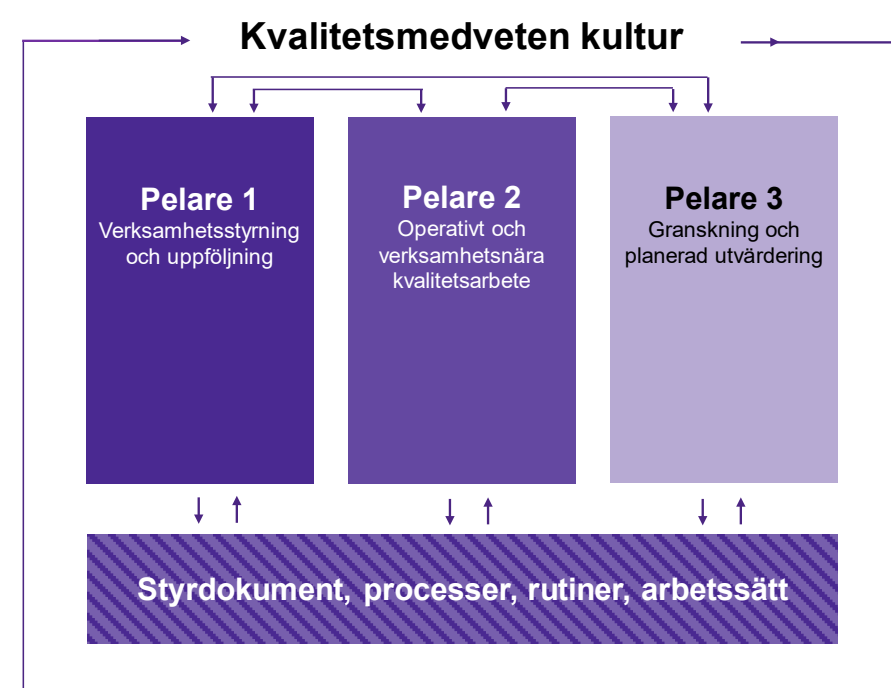 Kvalitetsmedveten kultur
Pelare 1
Verksamhetsstyrning
och uppföljning
Pelare 2
Operativt och
verksamhetsnära
kvalitetsarbete
Pelare 3
Granskning och
planerad utvärdering
Styrdokument, processer, rutiner, arbetssätt